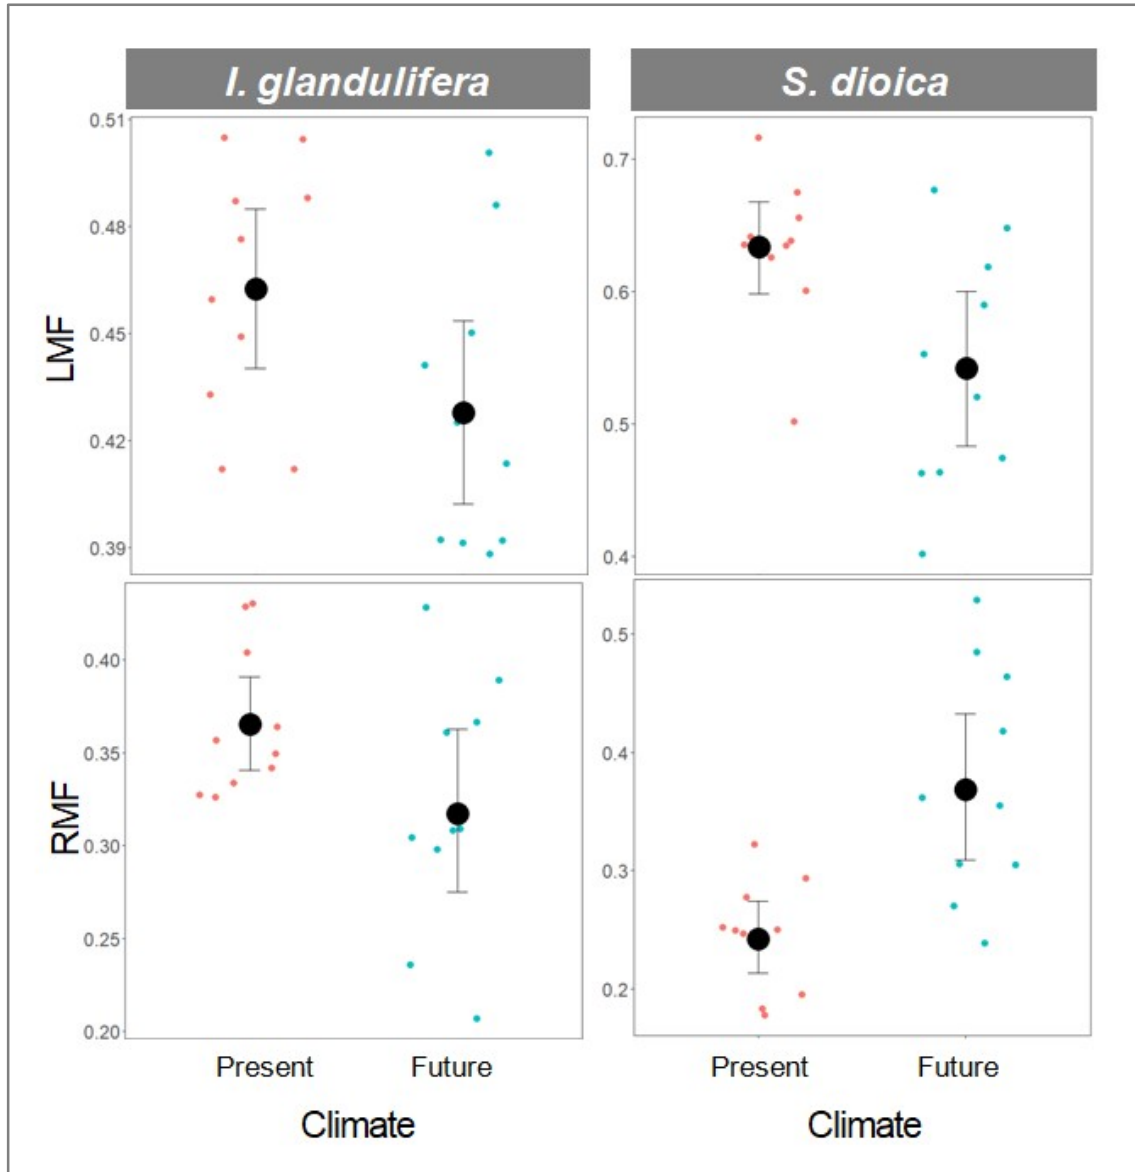 I. glandulifera
S. dioica
LMF
0.51
0.48
0.45
0.42
0.39
0.7
0.6
0.5
0.4
RMF
0.40
0.35
0.30
0.25
0.20
0.5
0.4
0.3
0.2
Present Future
Present Future
Climate
Climate